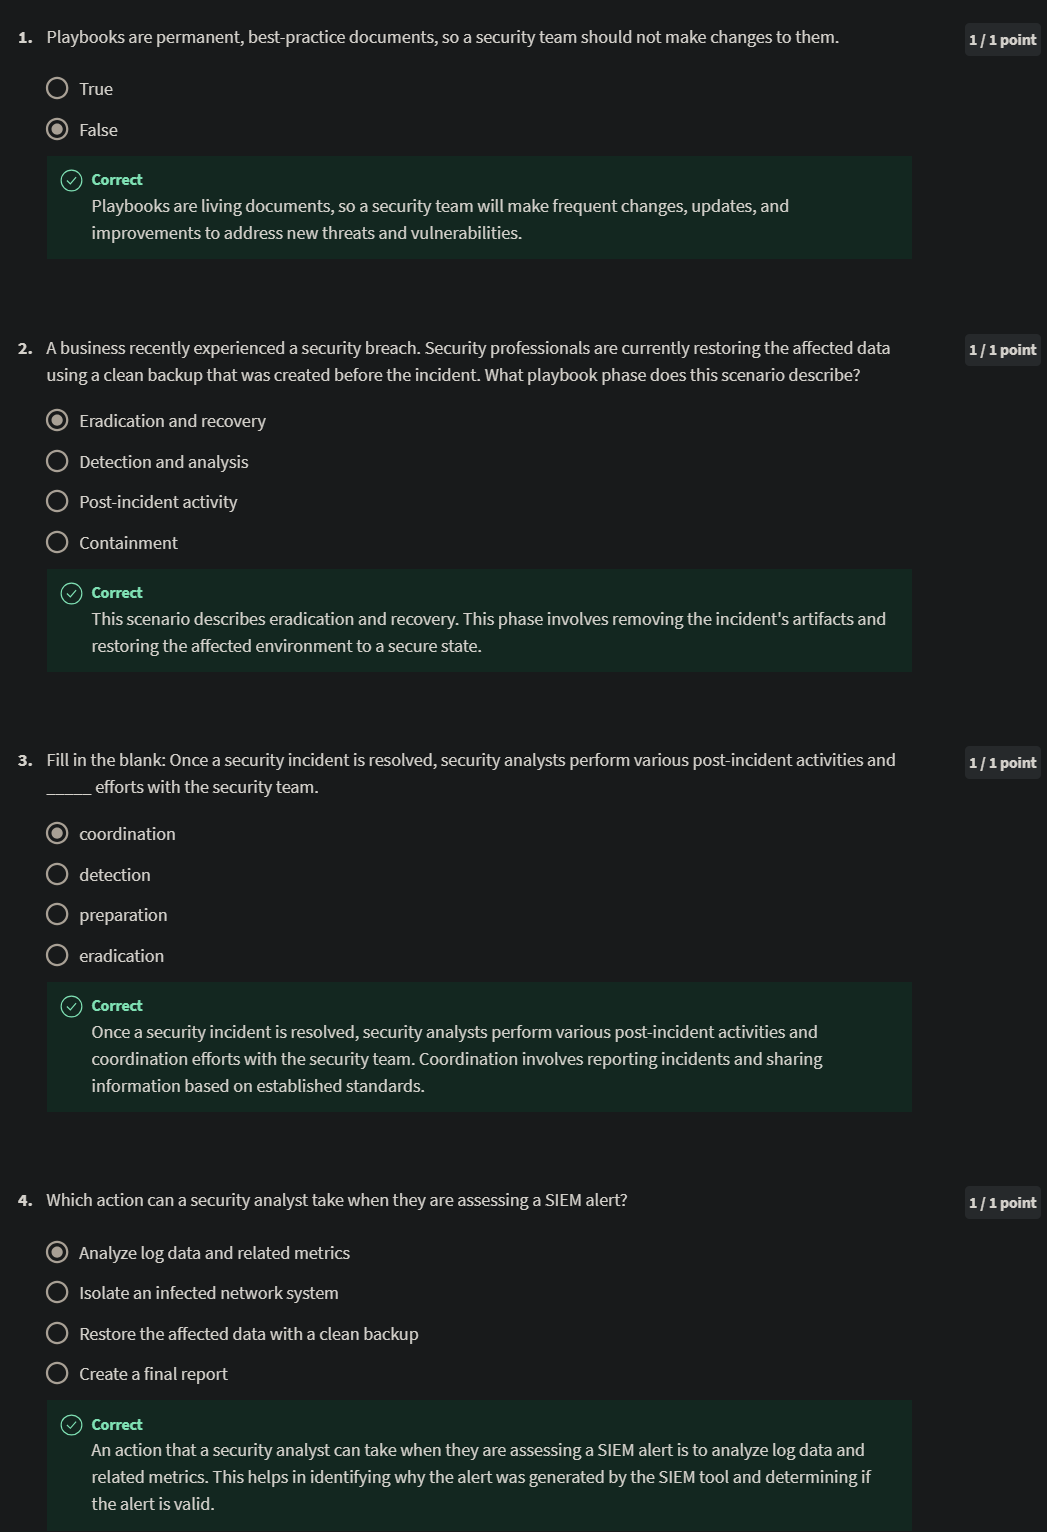 1. Playbooks are permanent, best-practice documents, so a security team should not make changes to them.
1 / 1 point
True
False
Correct
Playbooks are living documents, so a security team will make frequent changes, updates, and
improvements to address new threats and vulnerabilities.
2. A business recently experienced a security breach. Security professionals are currently restoring the affected data
1 / 1 point
using a clean backup that was created before the incident. What playbook phase does this scenario describe?
Eradication and recovery
Detection and analysis
Post-incident activity
Containment
Correct
This scenario describes eradication and recovery. This phase involves removing the incident's artifacts and
restoring the affected environment to a secure state.
3. Fill in the blank: Once a security incident is resolved, security analysts perform various post-incident activities and
1 / 1 point
_____ efforts with the security team.
coordination
detection
preparation
eradication
Correct
Once a security incident is resolved, security analysts perform various post-incident activities and
coordination efforts with the security team. Coordination involves reporting incidents and sharing
information based on established standards.
4. Which action can a security analyst take when they are assessing a SIEM alert?
1 / 1 point
Analyze log data and related metrics
Isolate an infected network system
Restore the affected data with a clean backup
Create a final report
Correct
An action that a security analyst can take when they are assessing a SIEM alert is to analyze log data and
related metrics. This helps in identifying why the alert was generated by the SIEM tool and determining if
the alert is valid.